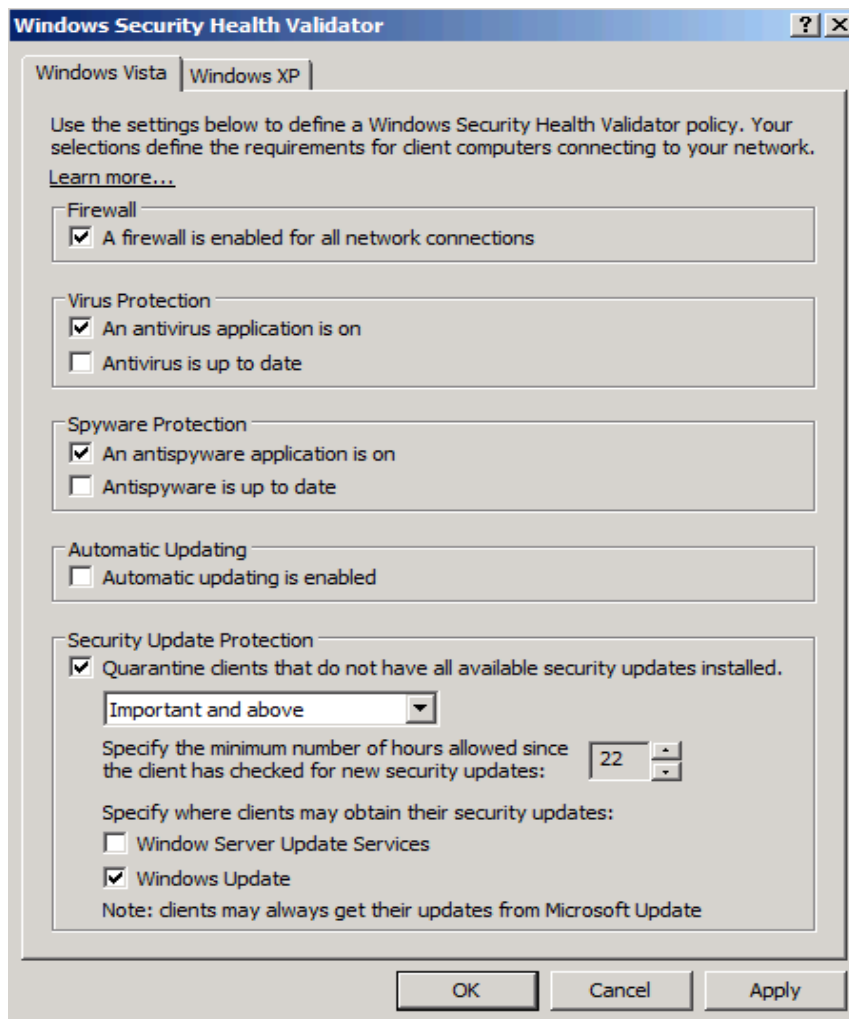 Windows Security Health Validator
Windows Vista
Windows XP
Use the settings below to define a Windows Security Health Validator policy. Your
selections define the requirements for client computers connecting to your network.
Learn more...
Firewall
A firewall is enabled for all network connections
Virus Protection
An antivirus application is on
Antivirus is up to date
Spyware Protection
An antispyware application is on
Antispyware is up to date
Automatic Updating
Automatic updating is enabled
Security Update Protection
Quarantine clients that do not have all available security updates installed.
Important and above
Specify the minimum number of hours allowed since
the client has checked for new security updates:
22
Specify where clients may obtain their security updates:
Window Server Update Services
Windows Update
Note: clients may always get their updates from Microsoft Update
OK
Cancel
Apply